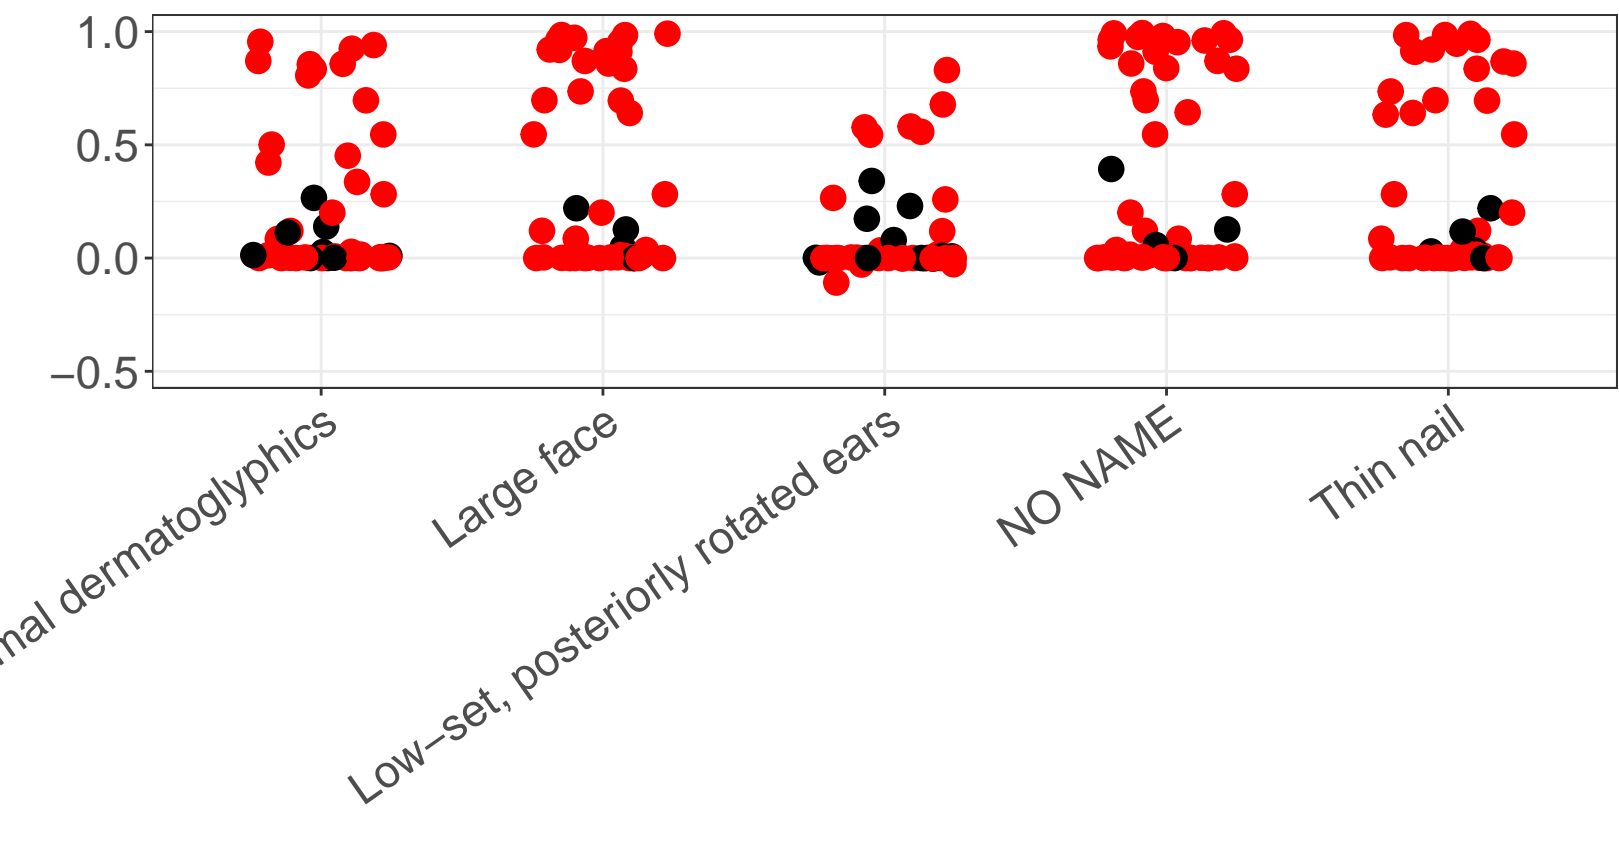 1.0
0.5
0.0
−0.5
mal dermatoglyphics
Large face
Low−set, posteriorly rotated ears
NO NAME
Thin nail